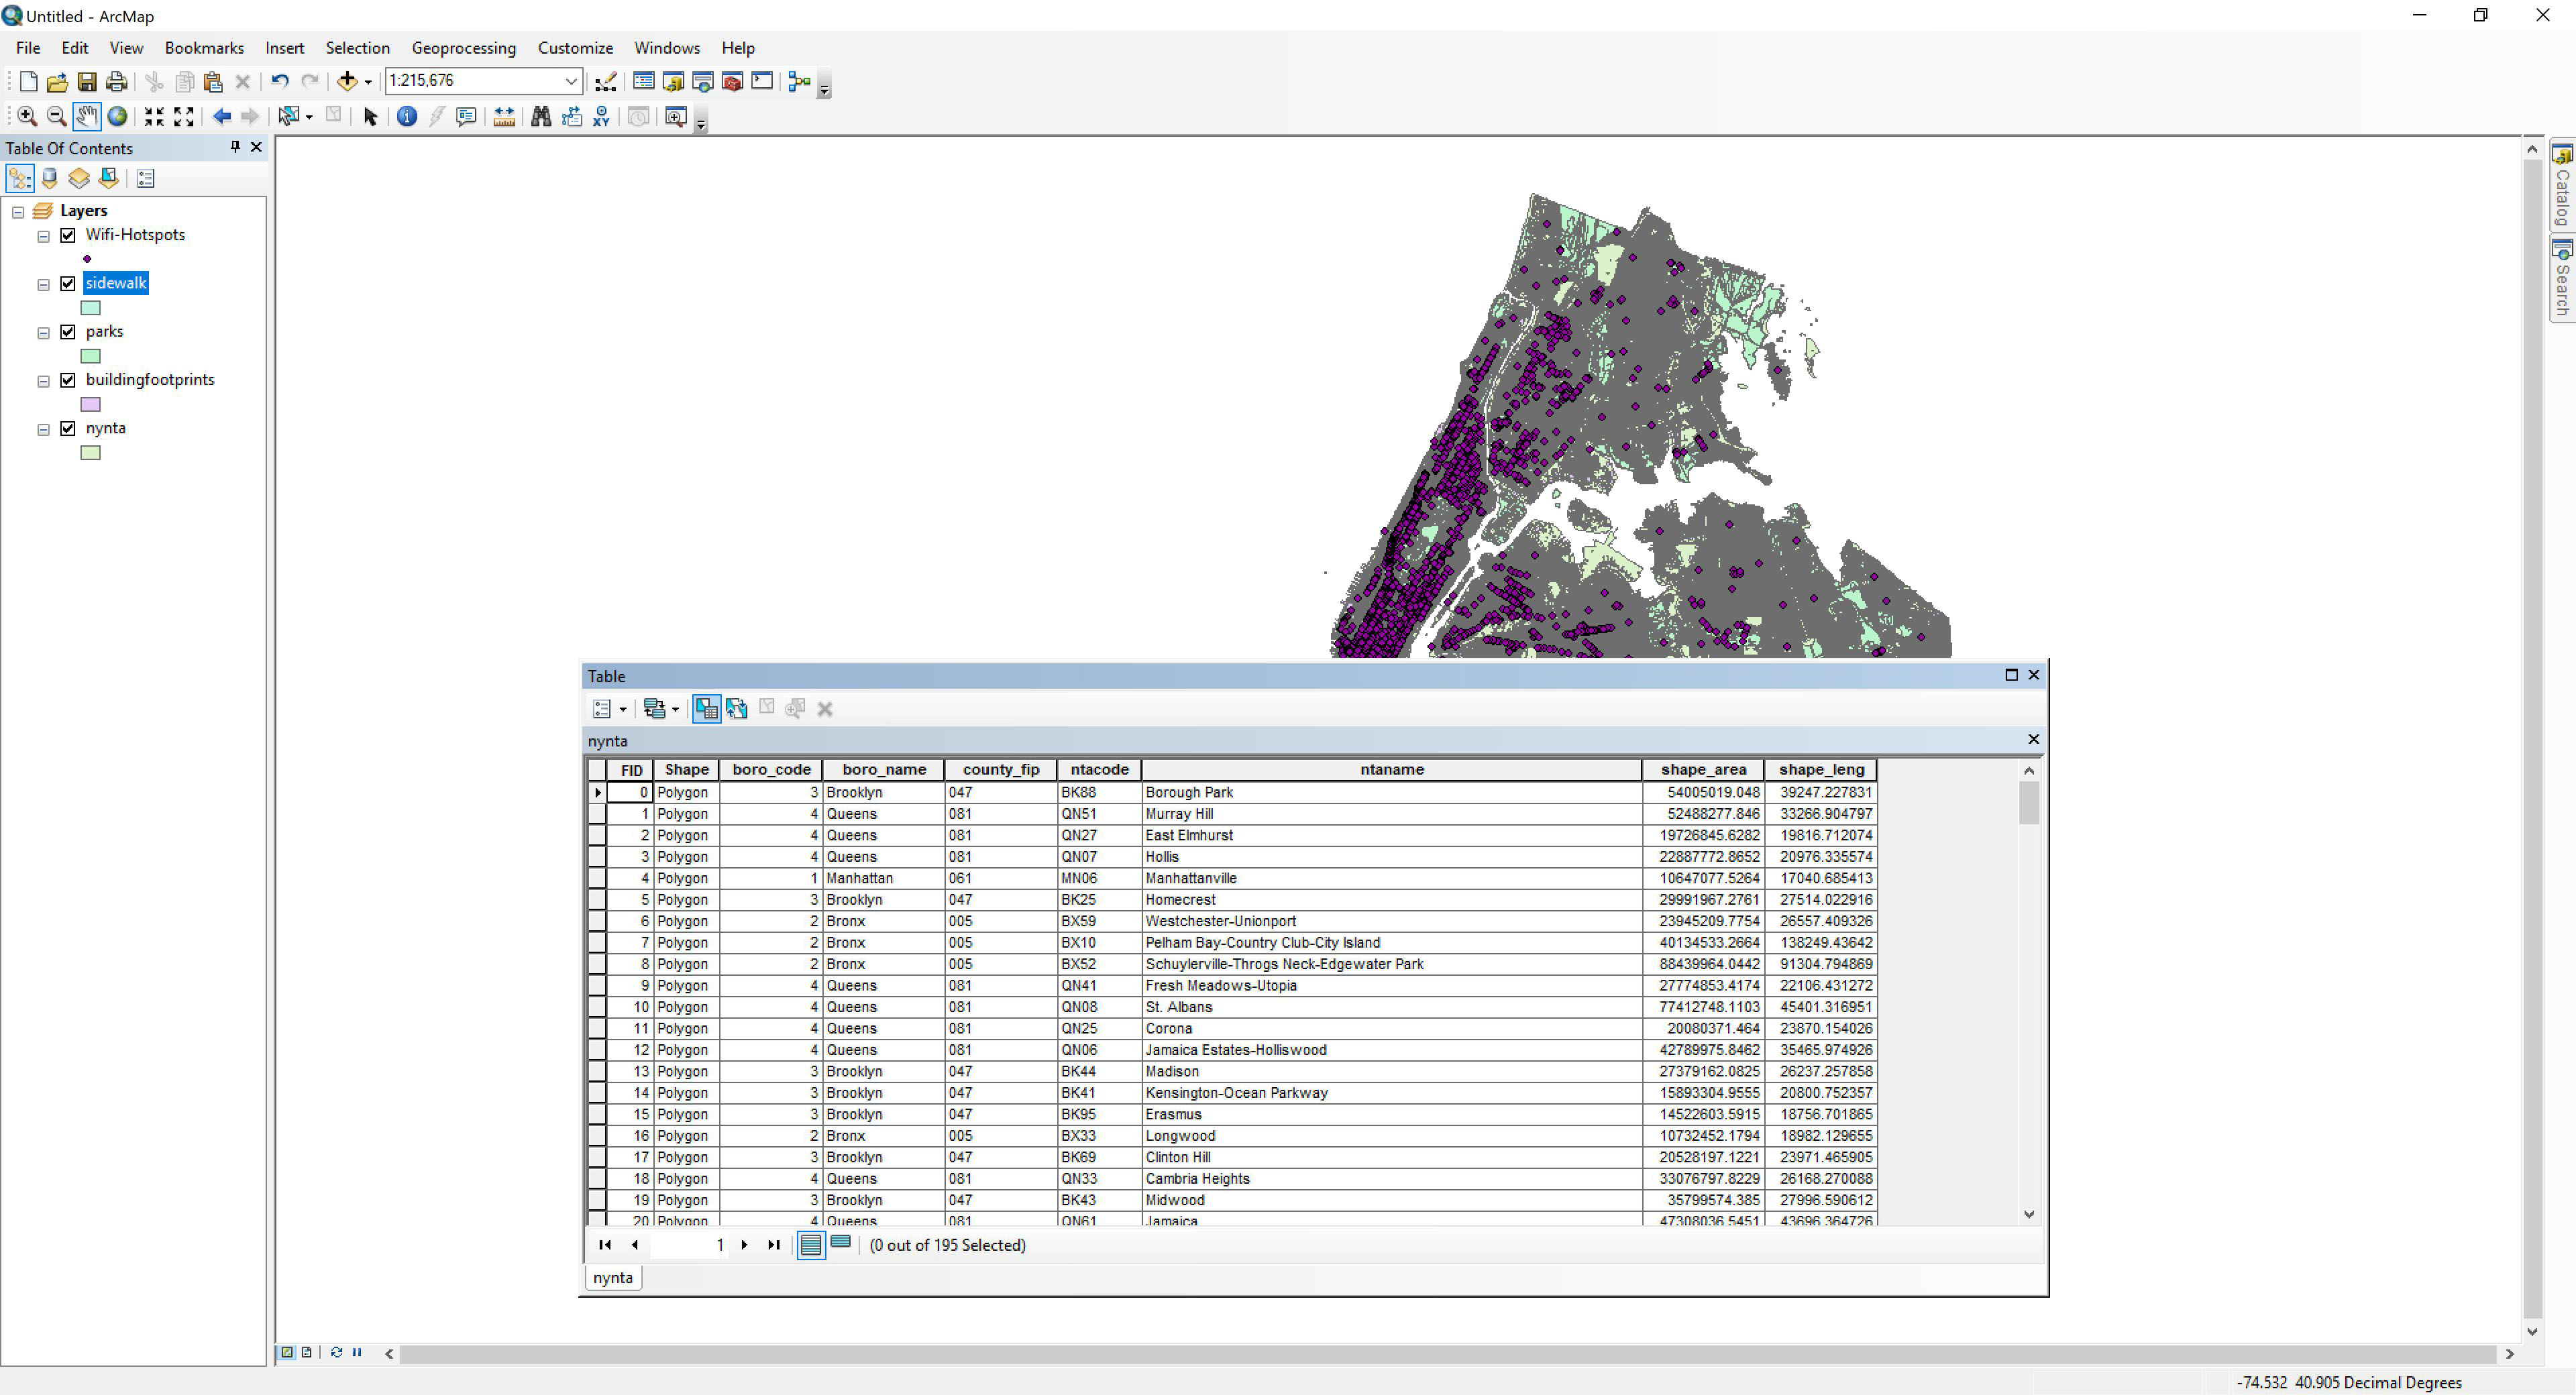 Untitled - ArcMap
File Edit View Bookmarks Insert Selection Geoprocessing Customize Windows Help
1:215,676
XY
Table Of Contents
Layers
Wifi-Hotspots
sidewalk
parks
buildingfootprints
nynta
Catalog
Search
Table
nynta
FID Shape boro_code boro_name county_fip ntacode ntaname shape_area shape_leng
0 Polygon 3 Brooklyn 047 BK88 Borough Park 54005019.048 39247.227831
1 Polygon 4 Queens 081 QN51 Murray Hill 52488277.846 33266.904797
2 Polygon 4 Queens 081 QN27 East Elmhurst 19726845.6282 19816.712074
3 Polygon 4 Queens 081 QN07 Hollis 22887772.8652 20976.335574
4 Polygon 1 Manhattan 061 MN06 Manhattanville 10647077.5264 17040.685413
5 Polygon 3 Brooklyn 047 BK25 Homecrest 29991967.2761 27514.022916
6 Polygon 2 Bronx 005 BX59 Westchester-Unionport 23945209.7754 26557.409326
7 Polygon 2 Bronx 005 BX10 Pelham Bay-Country Club-City Island 40134533.2664 138249.43642
8 Polygon 2 Bronx 005 BX52 Schuylerville-Throgs Neck-Edgewater Park 88439964.0442 91304.794869
9 Polygon 4 Queens 081 QN41 Fresh Meadows-Utopia 27774853.4174 22106.431272
10 Polygon 4 Queens 081 QN08 St. Albans 77412748.1103 45401.316951
11 Polygon 4 Queens 081 QN25 Corona 20080371.464 23870.154026
12 Polygon 4 Queens 081 QN06 Jamaica Estates-Holliswood 42789975.8462 35465.974926
13 Polygon 3 Brooklyn 047 BK44 Madison 27379162.0825 26237.257858
14 Polygon 3 Brooklyn 047 BK41 Kensington-Ocean Parkway 15893304.9555 20800.752357
15 Polygon 3 Brooklyn 047 BK95 Erasmus 14522603.5915 18756.701865
16 Polygon 2 Bronx 005 BX33 Longwood 10732452.1794 18982.129655
17 Polygon 3 Brooklyn 047 BK69 Clinton Hill 20528197.1221 23971.465905
18 Polygon 4 Queens 081 QN33 Cambria Heights 33076797.8229 26168.270088
19 Polygon 3 Brooklyn 047 BK43 Midwood 35799574.385 27996.590612
20 Polygon 4 Queens 081 QN61 Jamaica 47308036.5451 43696.364726
1 (0 out of 195 Selected)
nynta
-74.532 40.905 Decimal Degrees